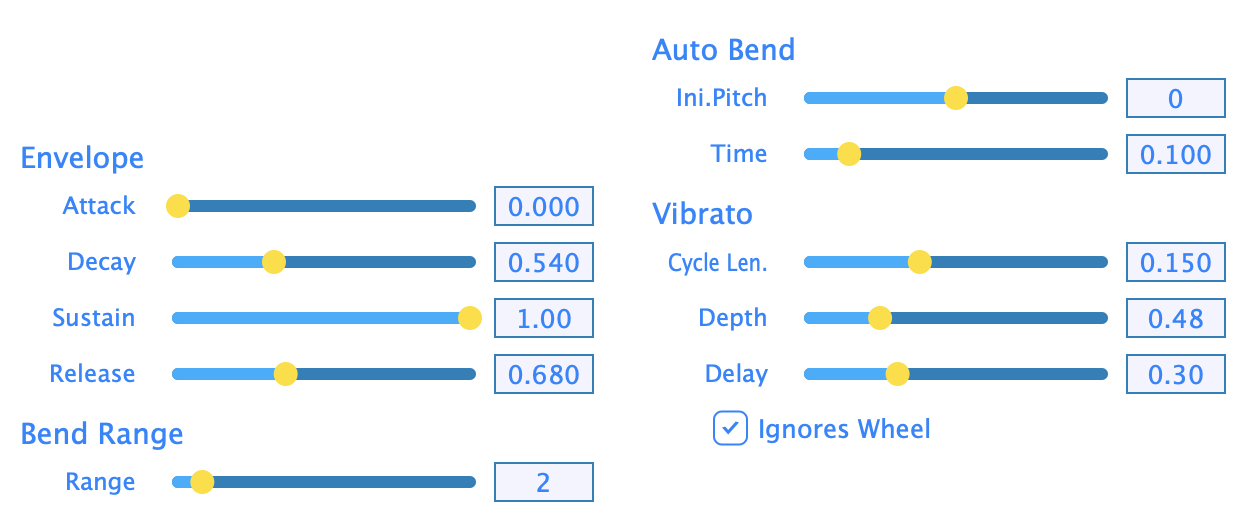 Envelope
Attack 0.000
Decay 0.540
Sustain 1.00
Release 0.680
Bend Range
Range 2
Auto Bend
Ini.Pitch 0
Time 0.100
Vibrato
Cycle Len. 0.150
Depth 0.48
Delay 0.30
Ignores Wheel